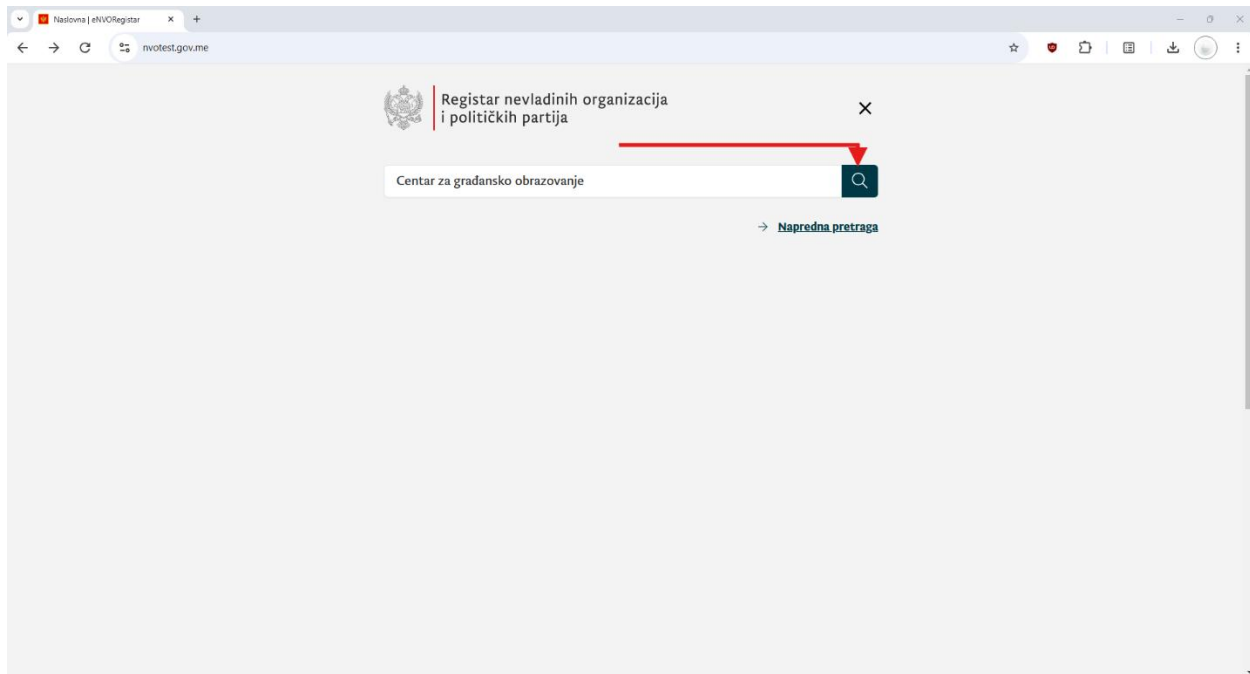 Naslovna | eNVORegistar
nvotest.gov.me
Registar nevladinih organizacija
i političkih partija
Centar za građansko obrazovanje
Napredna pretraga